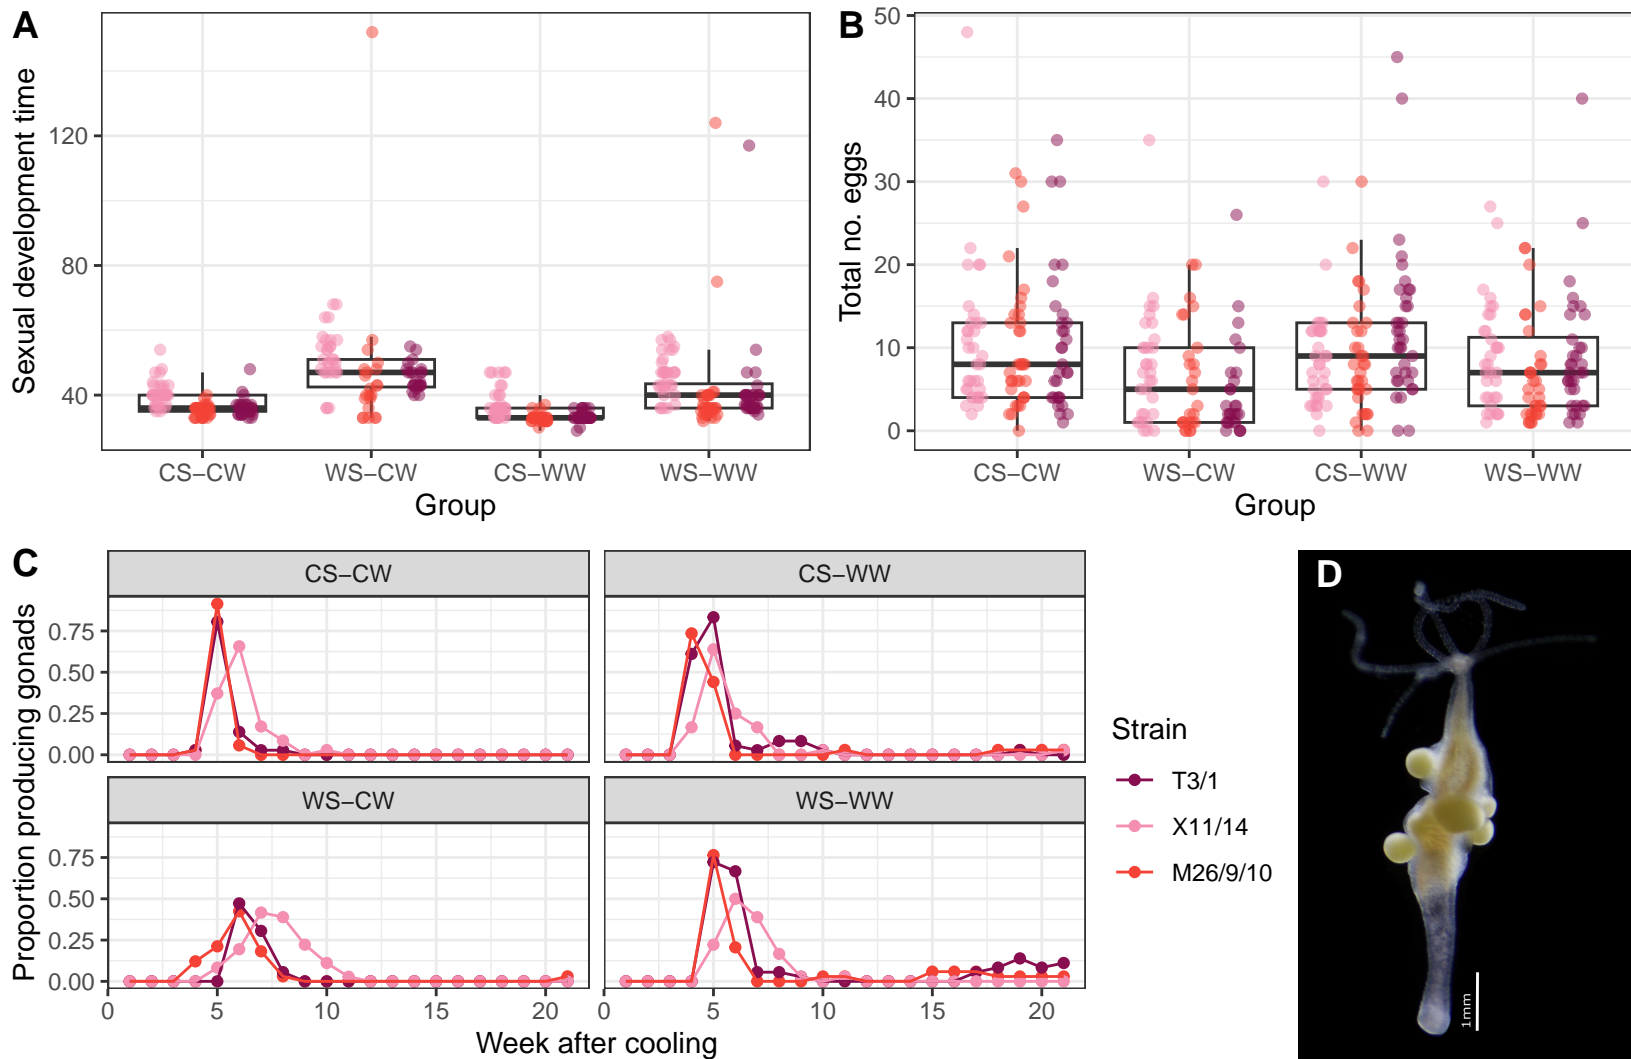 A
Sexual development time
120
80
40
CS–CW
WS–CW
CS–WW
WS–WW
Group
B
Total no. eggs
50
40
30
20
10
0
CS–CW
WS–CW
CS–WW
WS–WW
Group
C
Proportion producing gonads
CS–CW
CS–WW
0.75
0.50
0.25
0.00
WS–CW
WS–WW
0.75
0.50
0.25
0.00
0
5
10
15
20
0
5
10
15
20
Week after cooling
Strain
T3/1
X11/14
M26/9/10
D
1mm